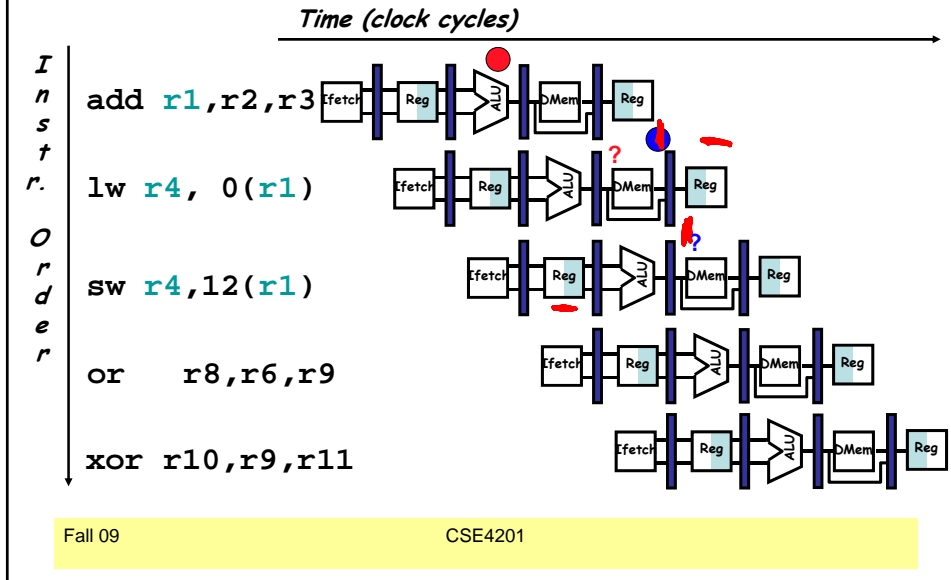 Time (clock cycles)
Instr. Order
add r1,r2,r3 Ifetch Reg ALU DMem Reg
lw r4, 0(r1) Ifetch Reg ALU ? DMem Reg
sw r4,12(r1) Ifetch Reg ALU ? DMem Reg
or r8,r6,r9 Ifetch Reg ALU DMem Reg
xor r10,r9,r11 Ifetch Reg ALU DMem Reg
Fall 09 CSE4201